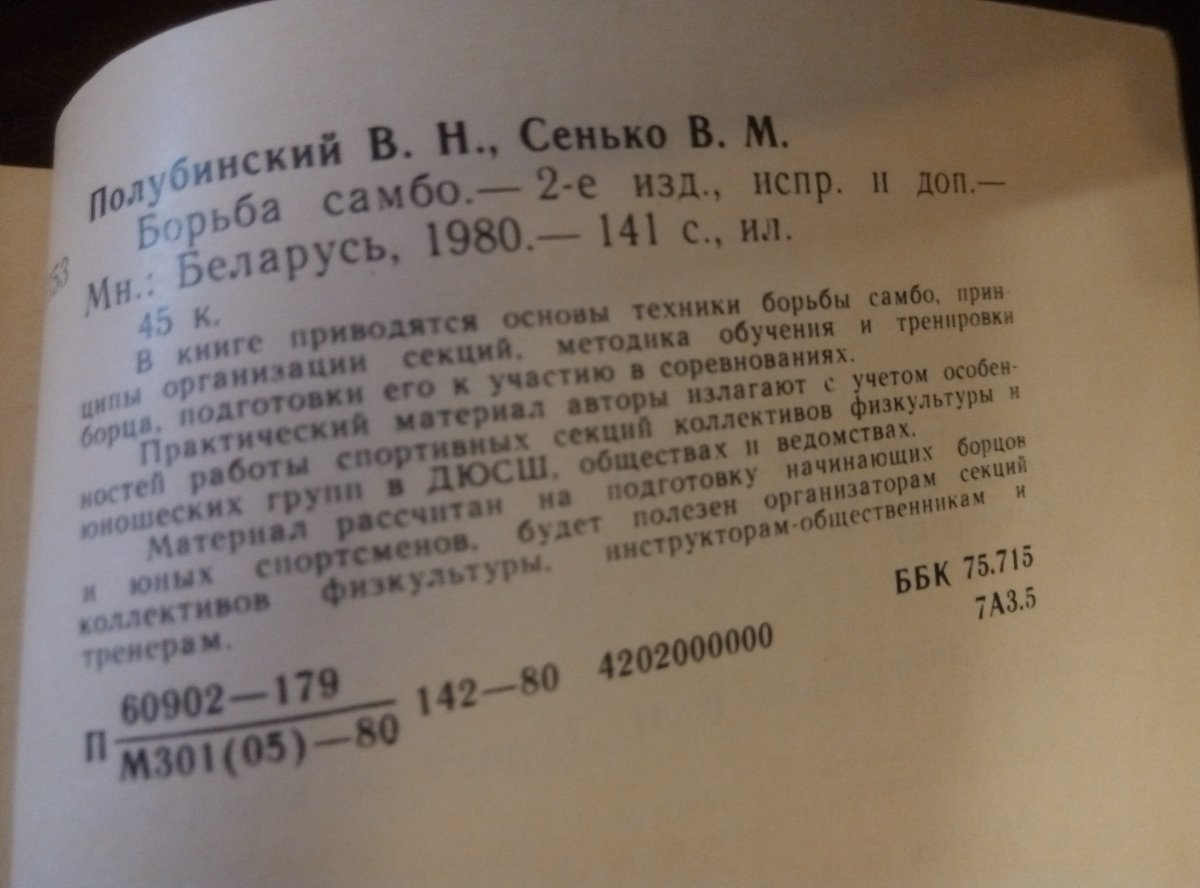 Полубинский В. Н., Сенько В. М.
Борьба самбо.— 2-е изд., испр. и доп.—
Мн.: Беларусь, 1980.— 141 с., ил.
53
45 к.
В книге приводятся основы техники борьбы самбо, прин-
ципы организации секций, методика обучения и тренировки
борца, подготовки его к участию в соревнованиях.
Практический материал авторы излагают с учетом особен-
ностей работы спортивных секций коллективов физкультуры и
юношеских групп в ДЮСШ, обществах и ведомствах.
Материал рассчитан на подготовку начинающих борцов
и юных спортсменов, будет полезен организаторам секций
коллективов физкультуры, инструкторам-общественникам и
тренерам.
ББК 75.715
7А3.5
П 60902—179
М301(05)—80 142—80 4202000000